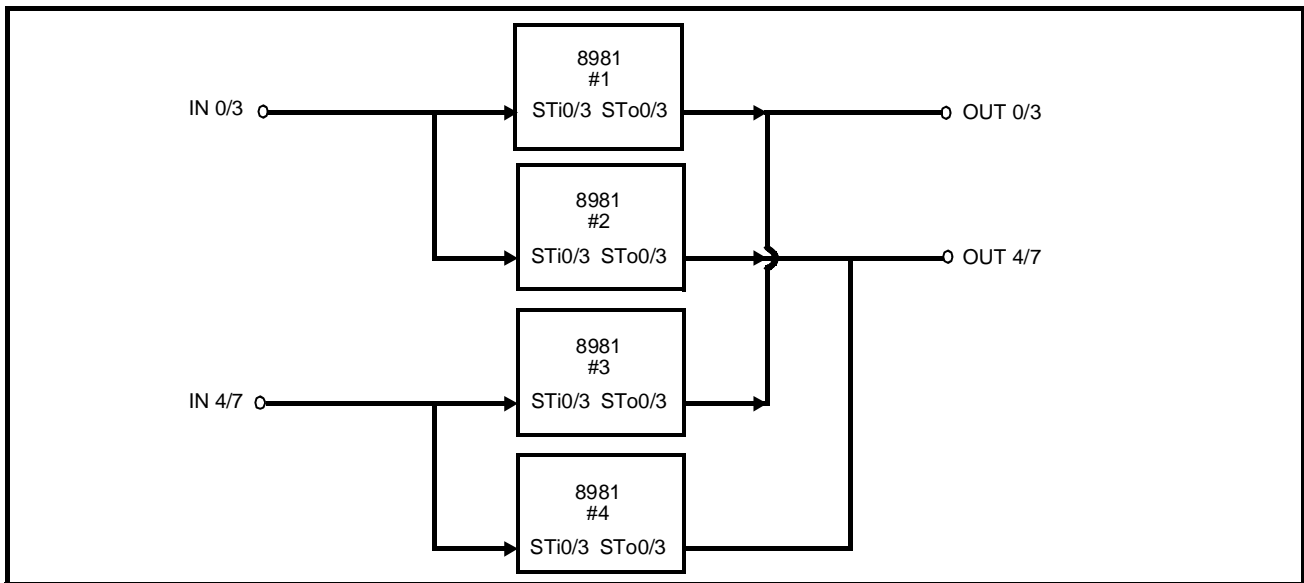 8981
#1
IN 0/3
STi0/3 STo0/3
OUT 0/3
8981
#2
STi0/3 STo0/3
OUT 4/7
8981
#3
IN 4/7
STi0/3 STo0/3
8981
#4
STi0/3 STo0/3